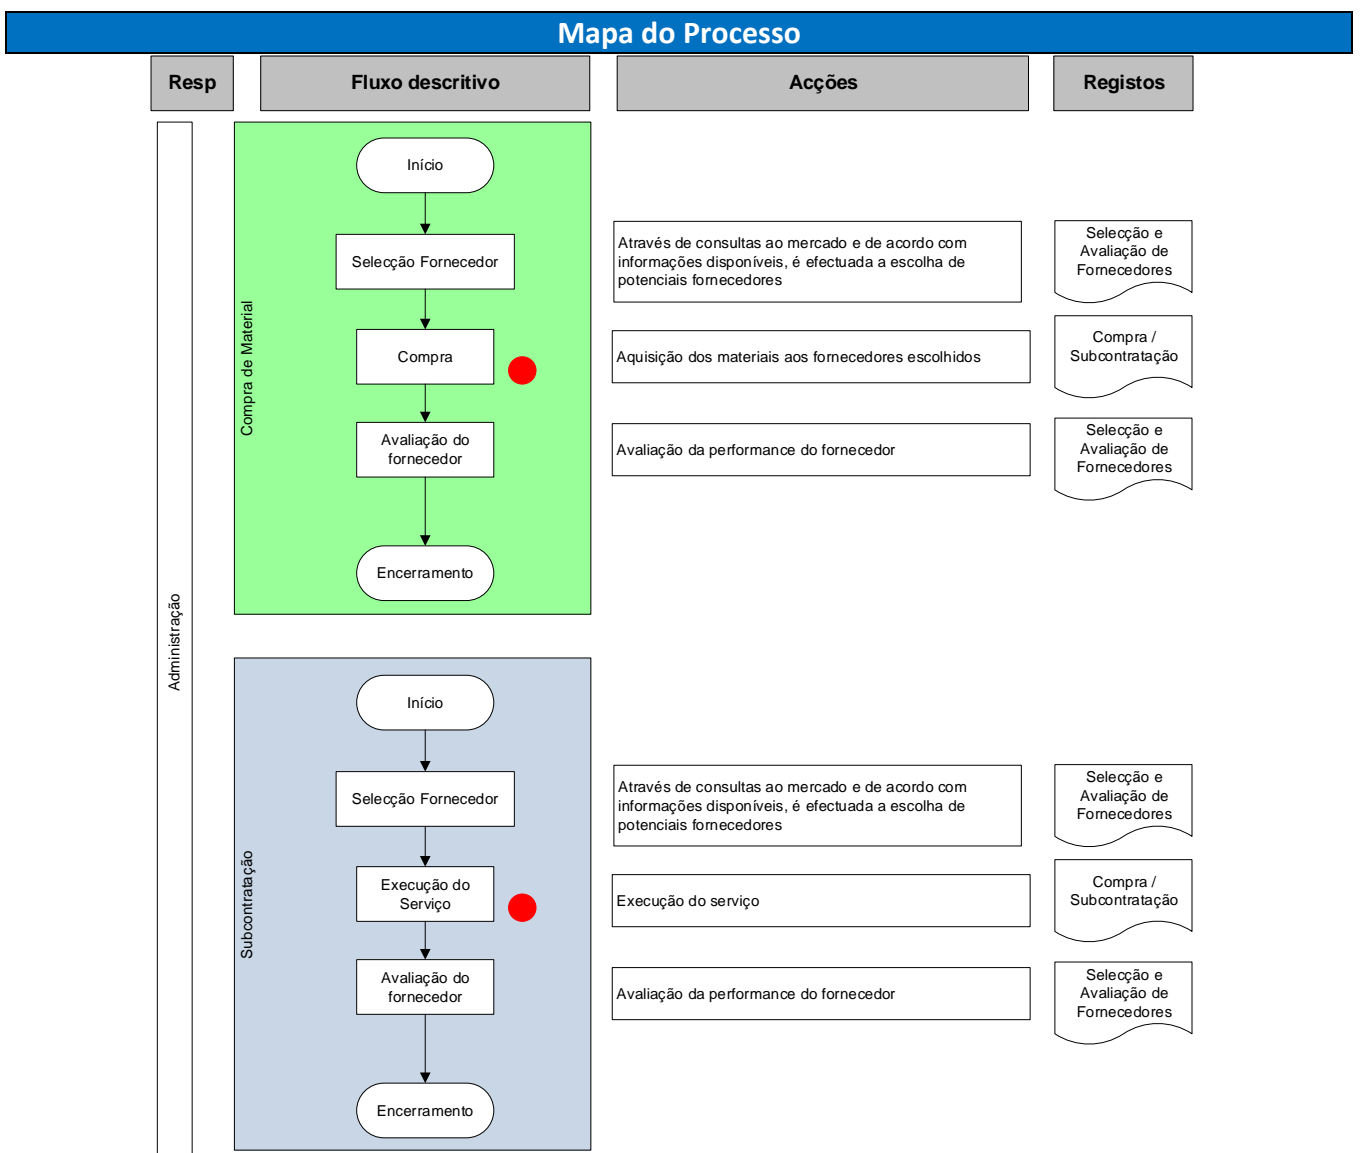 Mapa do Processo
Resp
Fluxo descritivo
Acções
Registos
Administração
Compra de Material
Início
Selecção Fornecedor
Através de consultas ao mercado e de acordo com
informações disponíveis, é efectuada a escolha de
potenciais fornecedores
Selecção e
Avaliação de
Fornecedores
Compra
Aquisição dos materiais aos fornecedores escolhidos
Compra /
Subcontratação
Avaliação do
fornecedor
Avaliação da performance do fornecedor
Selecção e
Avaliação de
Fornecedores
Encerramento
Subcontratação
Início
Selecção Fornecedor
Através de consultas ao mercado e de acordo com
informações disponíveis, é efectuada a escolha de
potenciais fornecedores
Selecção e
Avaliação de
Fornecedores
Execução do
Serviço
Execução do serviço
Compra /
Subcontratação
Avaliação do
fornecedor
Avaliação da performance do fornecedor
Selecção e
Avaliação de
Fornecedores
Encerramento